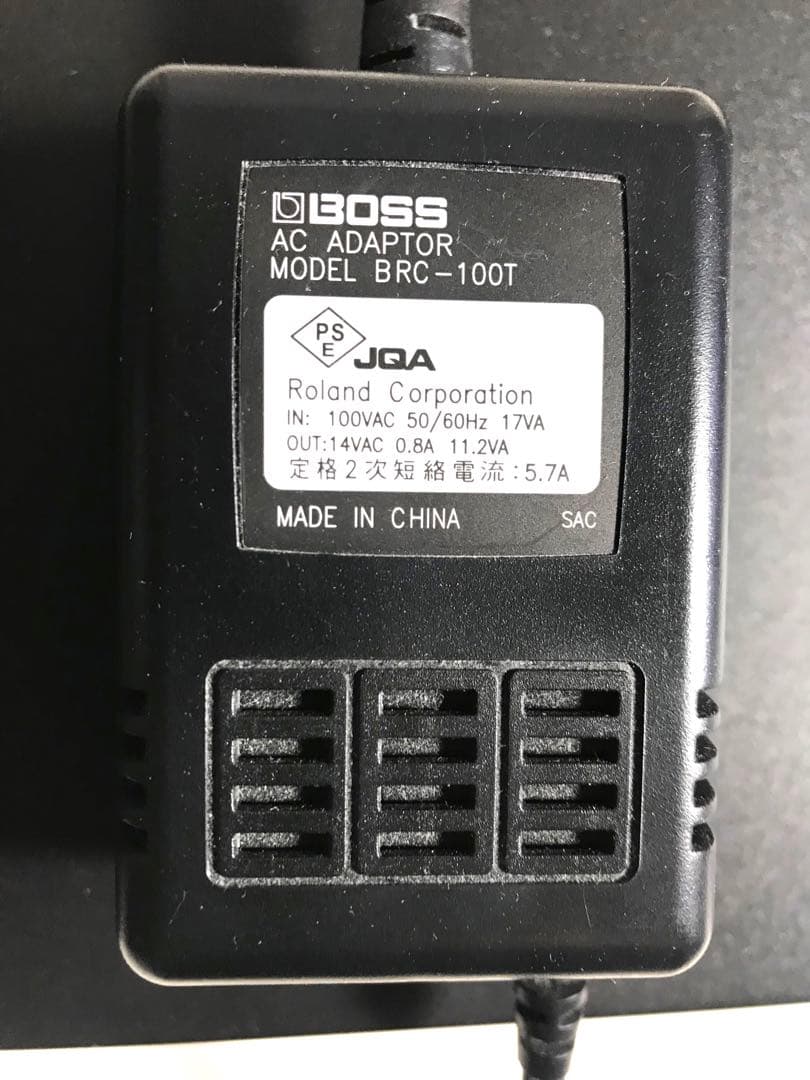 BOSS
AC ADAPTOR
MODEL BRC-100T
PS
E
JQA
Roland Corporation
IN: 100VAC 50/60Hz 17VA
OUT:14VAC 0.8A 11.2VA
定格2次短絡電流:5.7A
MADE IN CHINA SAC